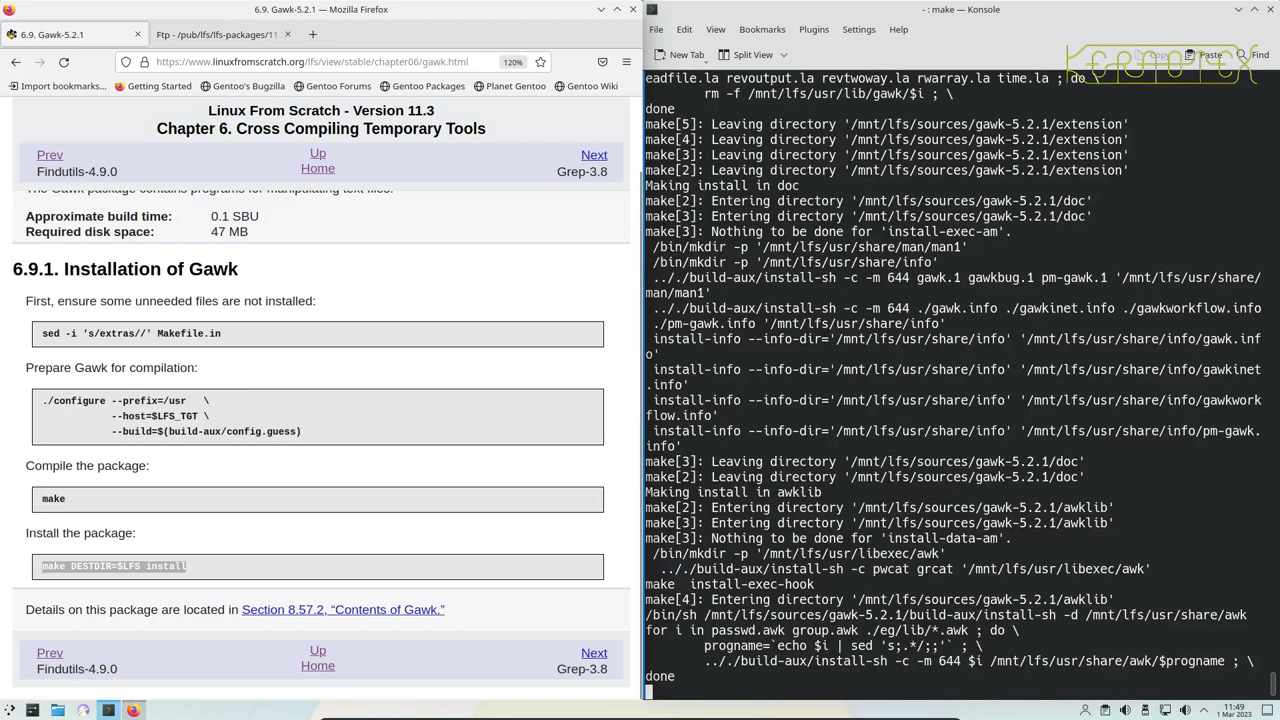 6.9. Gawk-5.2.1 — Mozilla Firefox
6.9. Gawk-5.2.1
Ftp - /pub/lfs/lfs-packages/11.
https://www.linuxfromscratch.org/lfs/view/stable/chapter06/gawk.html
120%
Import bookmarks...
Getting Started
Gentoo's Bugzilla
Gentoo Forums
Gentoo Packages
Planet Gentoo
Gentoo Wiki
Linux From Scratch - Version 11.3
Chapter 6. Cross Compiling Temporary Tools
Prev
Up
Next
Findutils-4.9.0
Home
Grep-3.8
The Gawk package contains programs for manipulating text files.
Approximate build time: 0.1 SBU
Required disk space: 47 MB
6.9.1. Installation of Gawk
First, ensure some unneeded files are not installed:
sed -i 's/extras//' Makefile.in
Prepare Gawk for compilation:
./configure --prefix=/usr \
--host=$LFS_TGT \
--build=$(build-aux/config.guess)
Compile the package:
make
Install the package:
make DESTDIR=$LFS install
Details on this package are located in Section 8.57.2, “Contents of Gawk.”
Prev
Up
Next
Findutils-4.9.0
Home
Grep-3.8
- : make — Konsole
File Edit View Bookmarks Plugins Settings Help
New Tab
Split View
Copy
Paste
Find
eadfile.la revoutput.la revtwoway.la rwarray.la time.la ; do \
rm -f /mnt/lfs/usr/lib/gawk/$i ; \
done
make[5]: Leaving directory '/mnt/lfs/sources/gawk-5.2.1/extension'
make[4]: Leaving directory '/mnt/lfs/sources/gawk-5.2.1/extension'
make[3]: Leaving directory '/mnt/lfs/sources/gawk-5.2.1/extension'
make[2]: Leaving directory '/mnt/lfs/sources/gawk-5.2.1/extension'
Making install in doc
make[2]: Entering directory '/mnt/lfs/sources/gawk-5.2.1/doc'
make[3]: Entering directory '/mnt/lfs/sources/gawk-5.2.1/doc'
make[3]: Nothing to be done for 'install-exec-am'.
/bin/mkdir -p '/mnt/lfs/usr/share/man/man1'
/bin/mkdir -p '/mnt/lfs/usr/share/info'
.././build-aux/install-sh -c -m 644 gawk.1 gawkbug.1 pm-gawk.1 '/mnt/lfs/usr/share/
man/man1'
.././build-aux/install-sh -c -m 644 ./gawk.info ./gawkinet.info ./gawkworkflow.info
./pm-gawk.info '/mnt/lfs/usr/share/info'
install-info --info-dir='/mnt/lfs/usr/share/info' '/mnt/lfs/usr/share/info/gawk.inf
o'
install-info --info-dir='/mnt/lfs/usr/share/info' '/mnt/lfs/usr/share/info/gawkinet
.info'
install-info --info-dir='/mnt/lfs/usr/share/info' '/mnt/lfs/usr/share/info/gawkwork
flow.info'
install-info --info-dir='/mnt/lfs/usr/share/info' '/mnt/lfs/usr/share/info/pm-gawk.
info'
make[3]: Leaving directory '/mnt/lfs/sources/gawk-5.2.1/doc'
make[2]: Leaving directory '/mnt/lfs/sources/gawk-5.2.1/doc'
Making install in awklib
make[2]: Entering directory '/mnt/lfs/sources/gawk-5.2.1/awklib'
make[3]: Entering directory '/mnt/lfs/sources/gawk-5.2.1/awklib'
make[3]: Nothing to be done for 'install-data-am'.
/bin/mkdir -p '/mnt/lfs/usr/libexec/awk'
.././build-aux/install-sh -c pwcat grcat '/mnt/lfs/usr/libexec/awk'
make  install-exec-hook
make[4]: Entering directory '/mnt/lfs/sources/gawk-5.2.1/awklib'
/bin/sh /mnt/lfs/sources/gawk-5.2.1/build-aux/install-sh -d /mnt/lfs/usr/share/awk
for i in passwd.awk group.awk ./eg/lib/*.awk ; do \
progname=`echo $i | sed 's;.*/;;'` ; \
.././build-aux/install-sh -c -m 644 $i /mnt/lfs/usr/share/awk/$progname ; \
done
11:49
1 Mar 2023